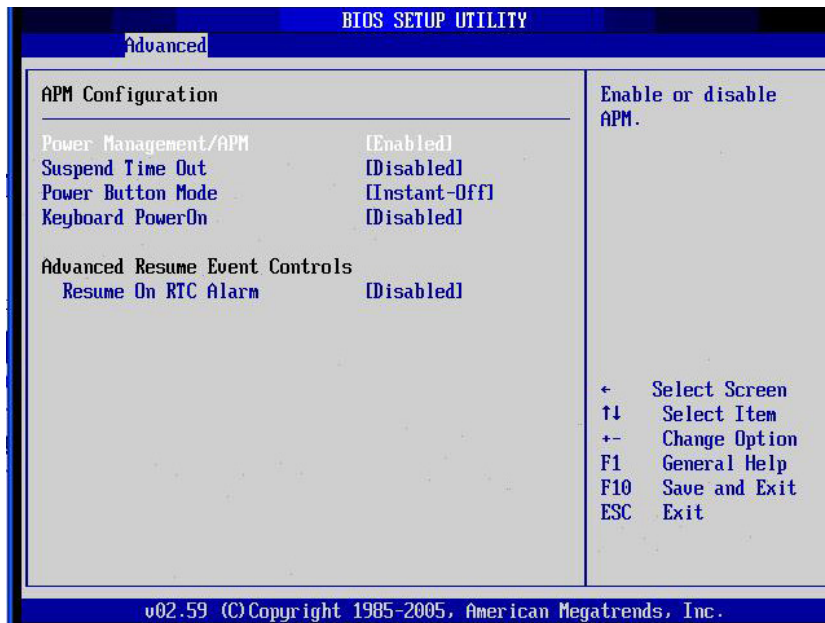 BIOS SETUP UTILITY
Advanced
APM Configuration
Power Management/APM [Enabled]
Suspend Time Out [Disabled]
Power Button Mode [Instant-Off]
Keyboard PowerOn [Disabled]
Advanced Resume Event Controls
Resume On RTC Alarm [Disabled]
Enable or disable
APM.
← Select Screen
↑↓ Select Item
+- Change Option
F1 General Help
F10 Save and Exit
ESC Exit
v02.59 (C)Copyright 1985-2005, American Megatrends, Inc.